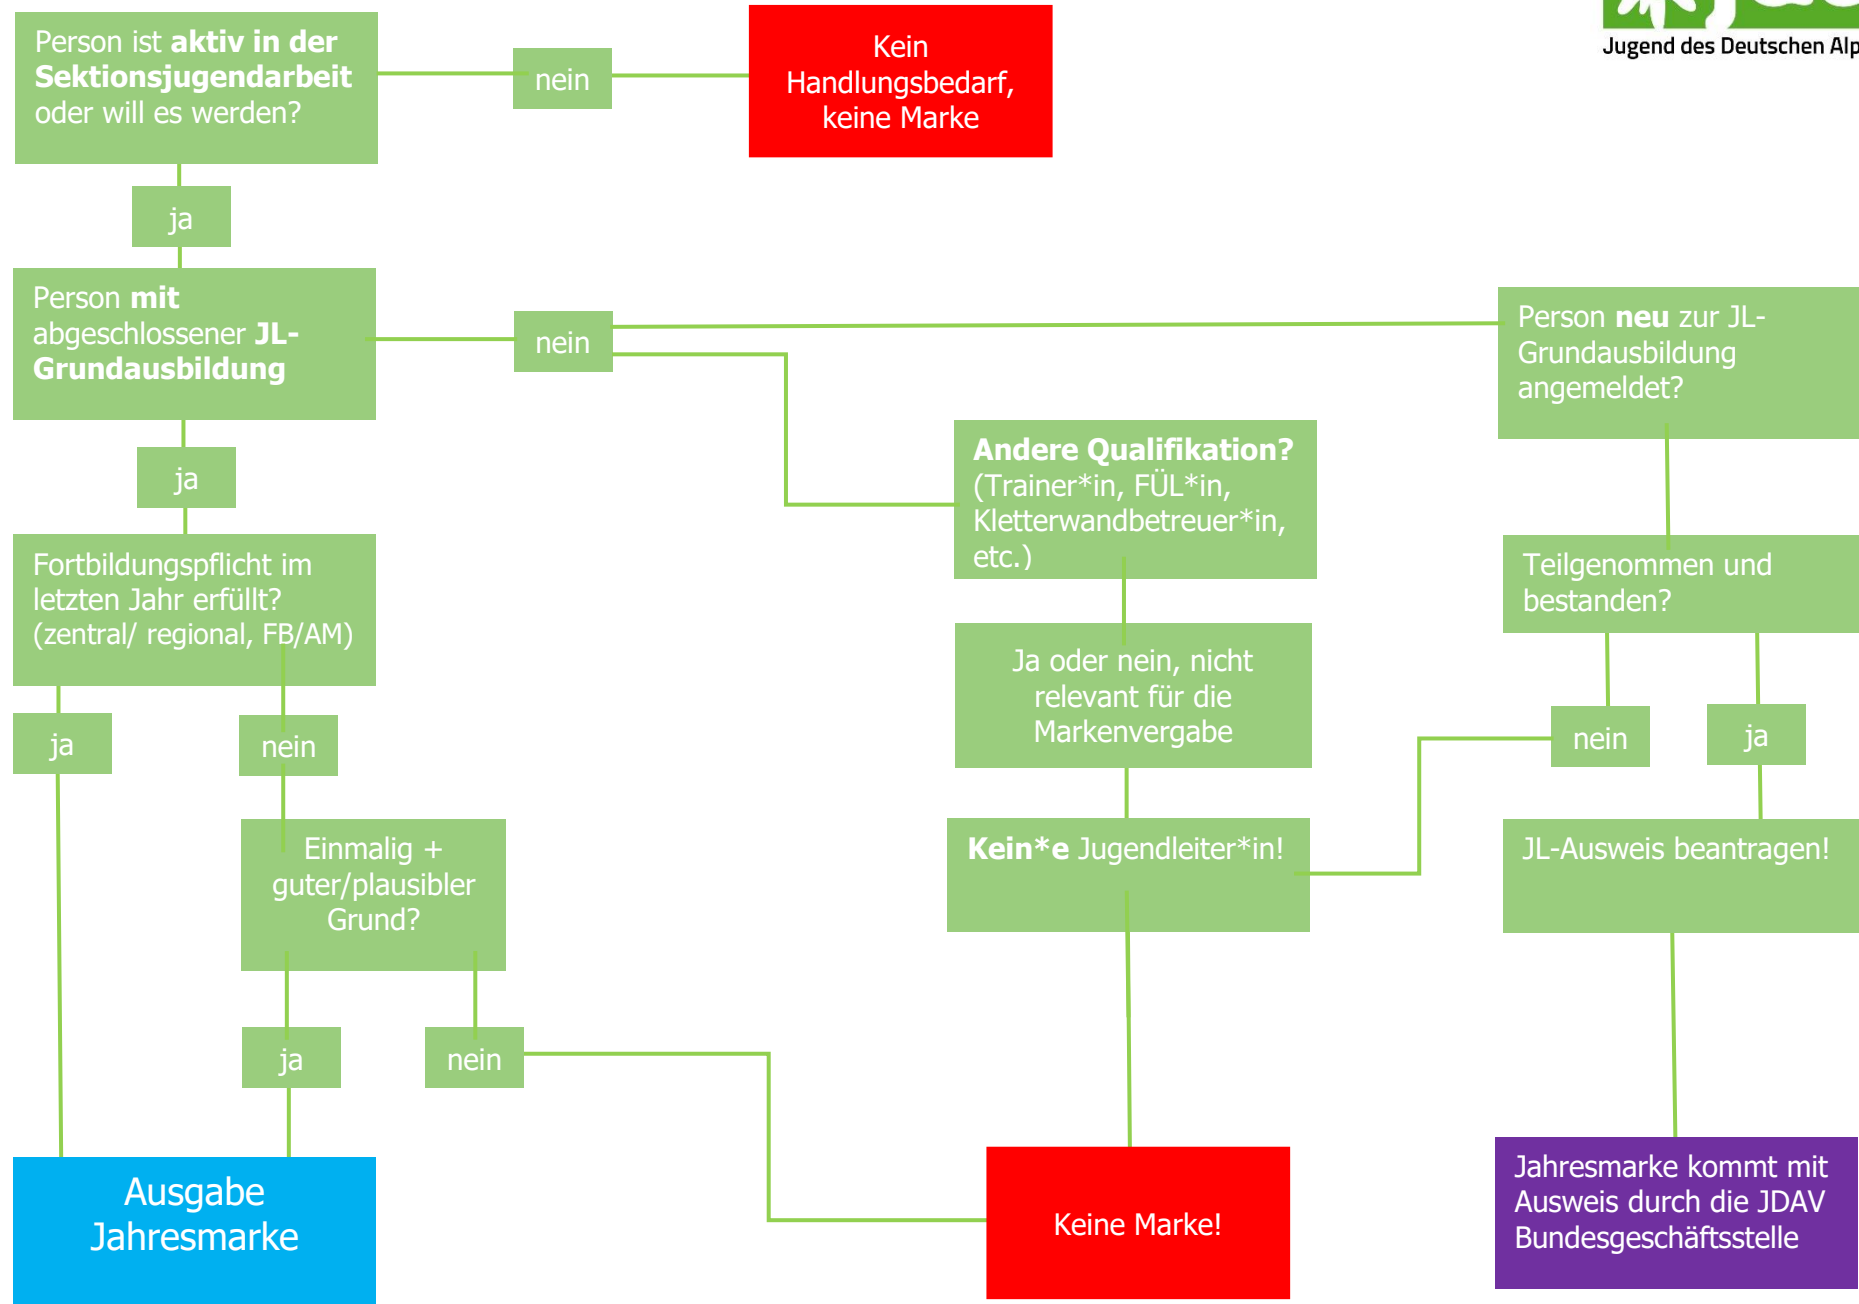 Person ist aktiv in der
Sektionsjugendarbeit
oder will es werden?
nein
Kein
Handlungsbedarf,
keine Marke
Jugend des Deutschen
ja
Person mit
abgeschlossener JL-
Grundausbildung
nein
Person neu zur JL-
Grundausbildung
angemeldet?
ja
Andere Qualifikation?
(Trainer*in, FÜL*in,
Kletterwandbetreuer*in,
etc.)
Fortbildungspflicht im
letzten Jahr erfüllt?
(zentral/ regional, FB/AM)
Teilgenommen und
bestanden?
Ja oder nein, nicht
relevant für die
Markenvergabe
ja
nein
nein
ja
Einmalig +
guter/plausibler
Grund?
Kein*e Jugendleiter*in!
JL-Ausweis beantragen!
ja
nein
Ausgabe
Jahresmarke
Keine Marke!
Jahresmarke kommt mit
Ausweis durch die JDAV
Bundesgeschäftsstelle